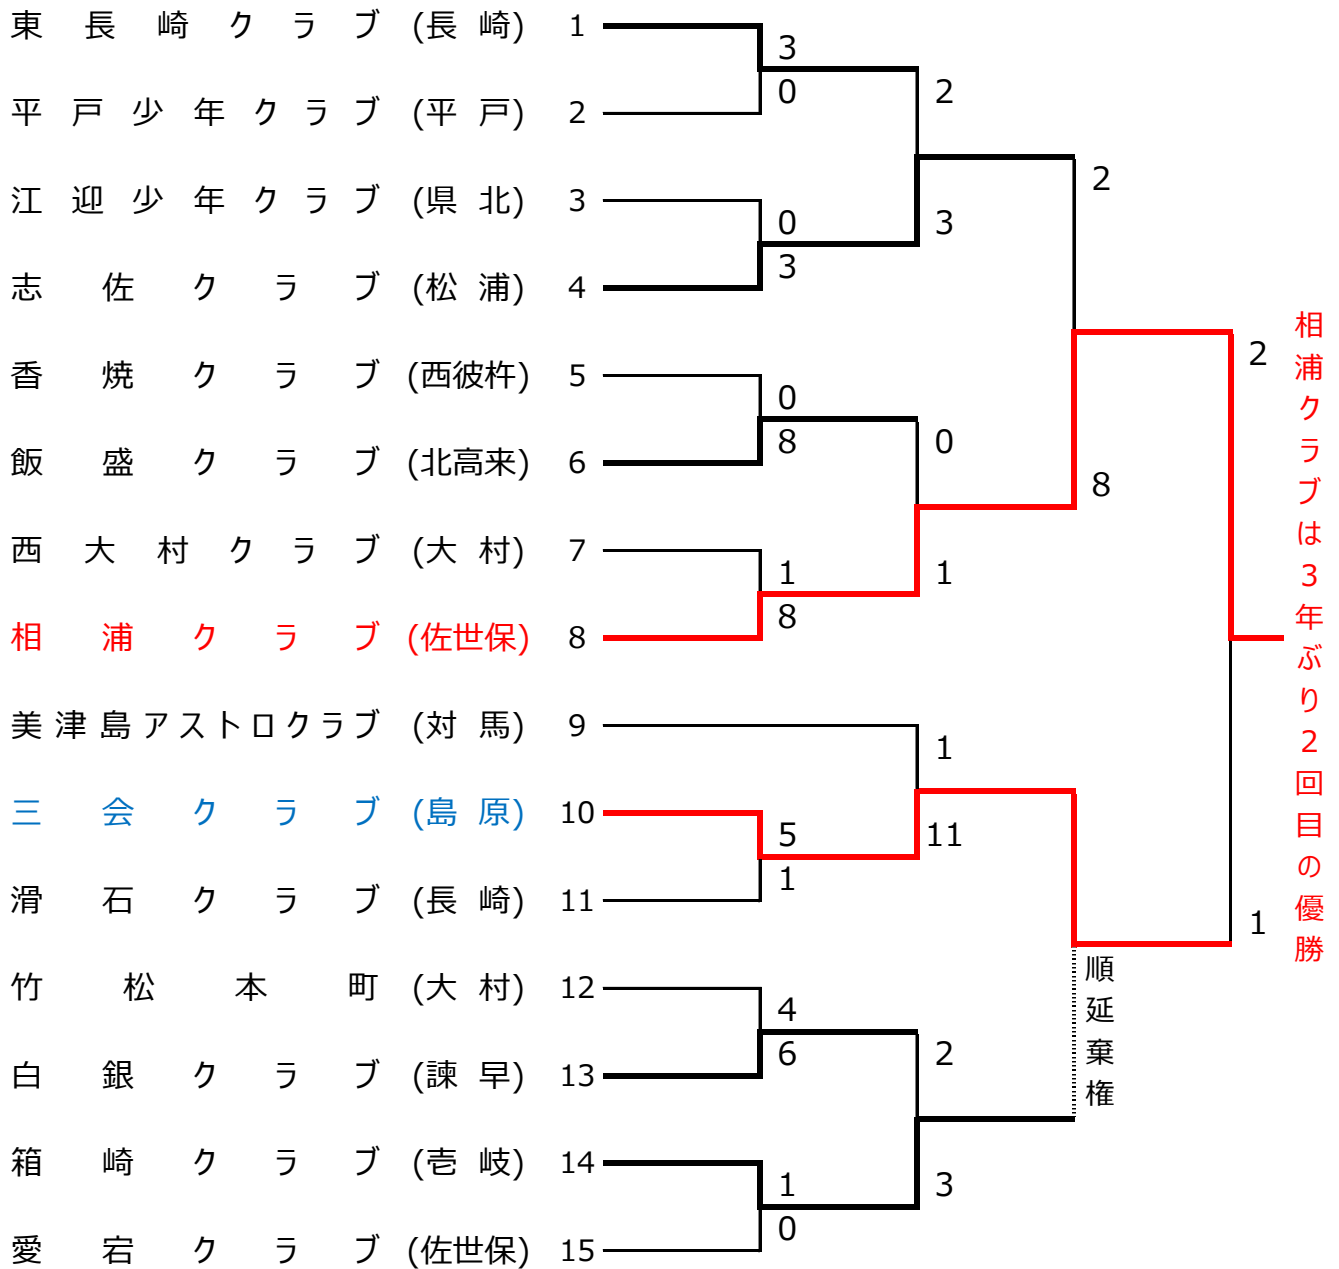 東長崎クラブ (長崎) 1
平戸少年クラブ (平戸) 2
江迎少年クラブ (県北) 3
志佐クラブ (松浦) 4
香焼クラブ (西彼杵) 5
飯盛クラブ (北高来) 6
西大村クラブ (大村) 7
相浦クラブ (佐世保) 8
美津島アストロクラブ (対馬) 9
三会クラブ (島原) 10
滑石クラブ (長崎) 11
竹松本町 (大村) 12
白銀クラブ (諫早) 13
箱崎クラブ (壱岐) 14
愛宕クラブ (佐世保) 15
3
0
0
3
0
8
1
8
5
1
4
6
1
0
2
3
0
1
1
11
2
3
2
8
順延棄権
2
1
相浦クラブは3年ぶり2回目の優勝